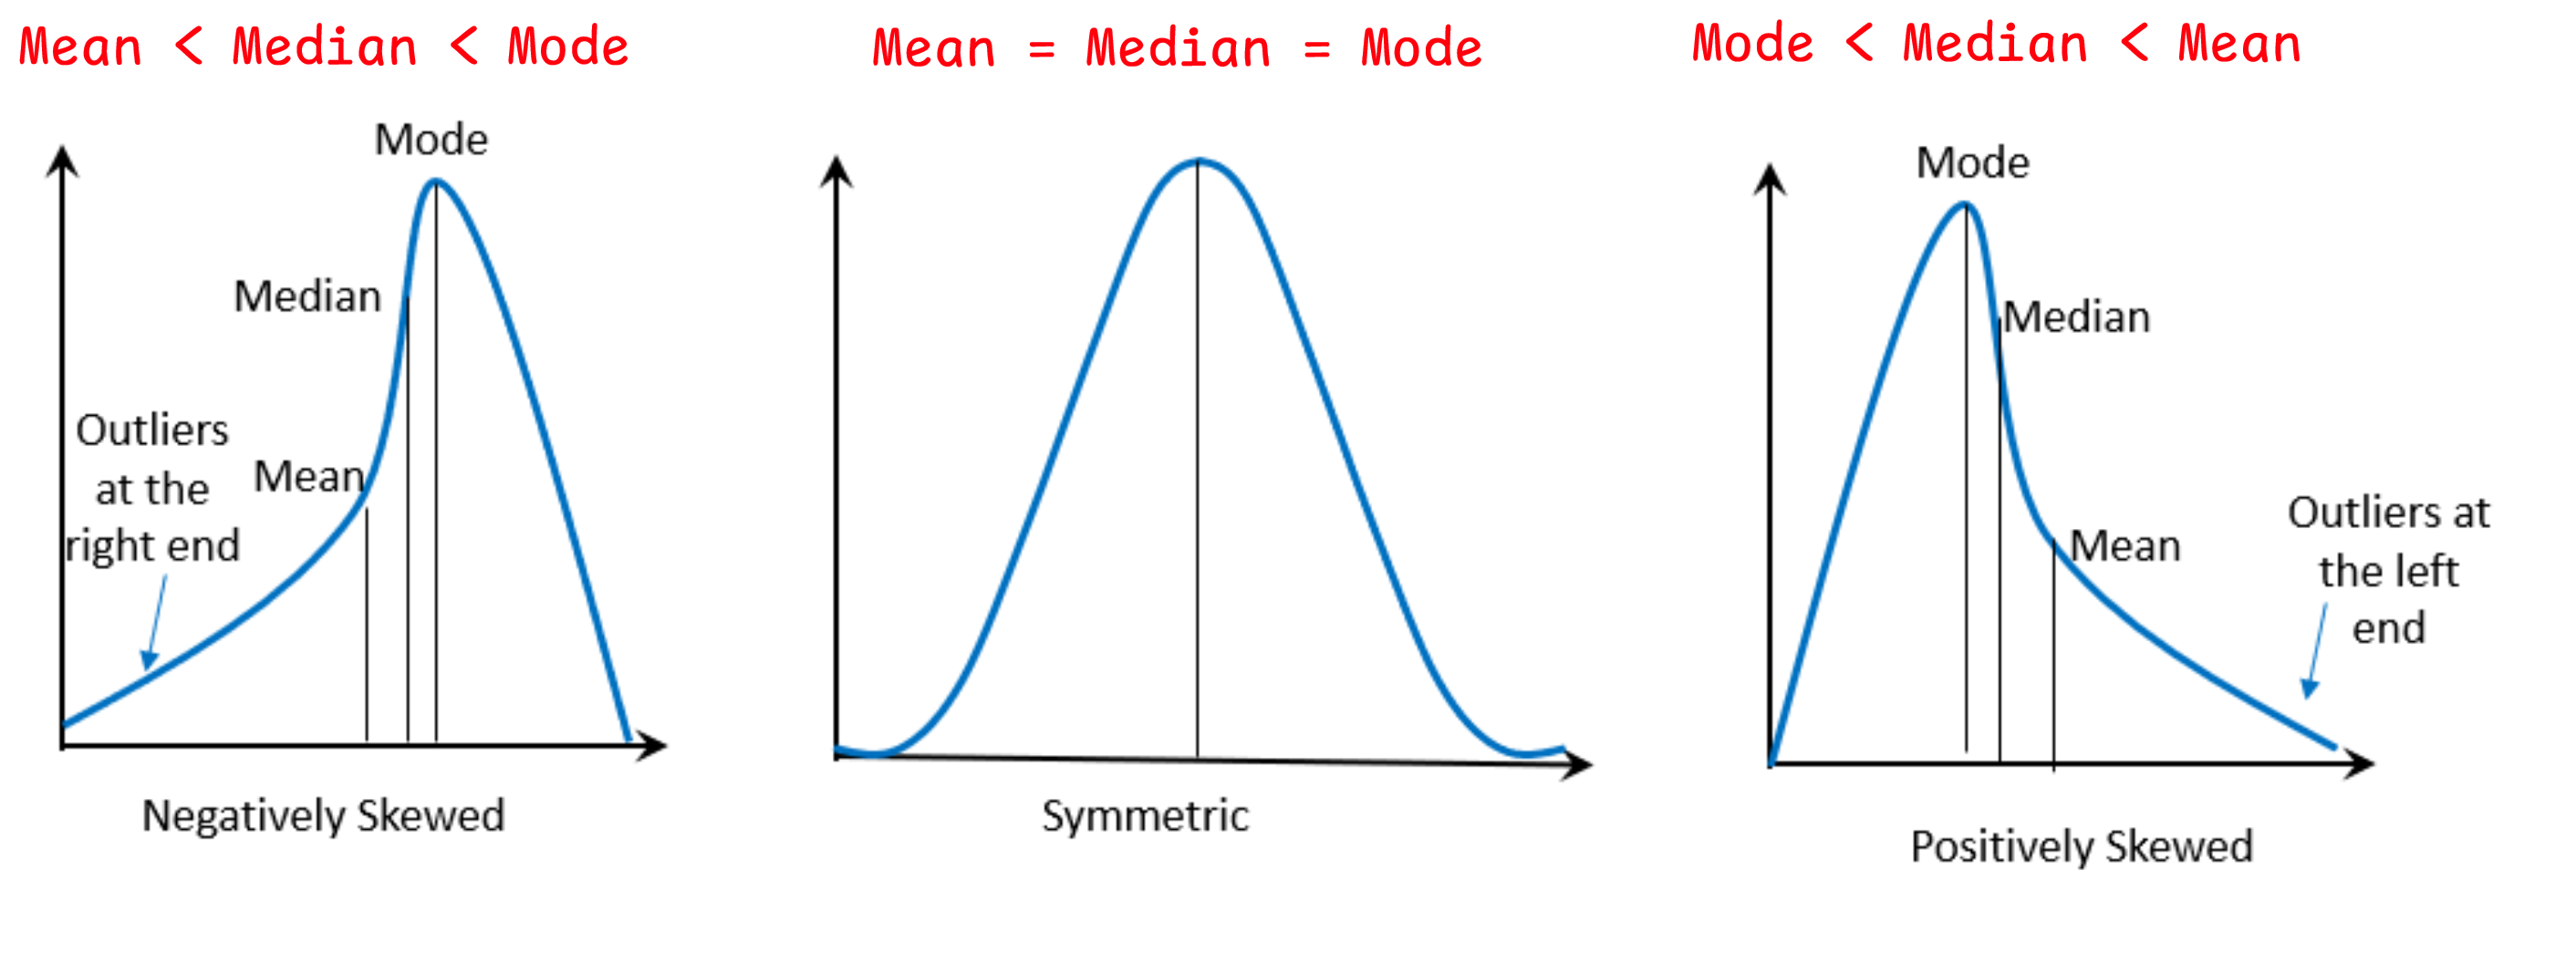 Mean < Median < Mode
Mean = Median = Mode
Mode < Median < Mean
Mode
Median
Mean
Outliers
at the
right end
Negatively Skewed
Symmetric
Mode
Median
Mean
Outliers at
the left
end
Positively Skewed